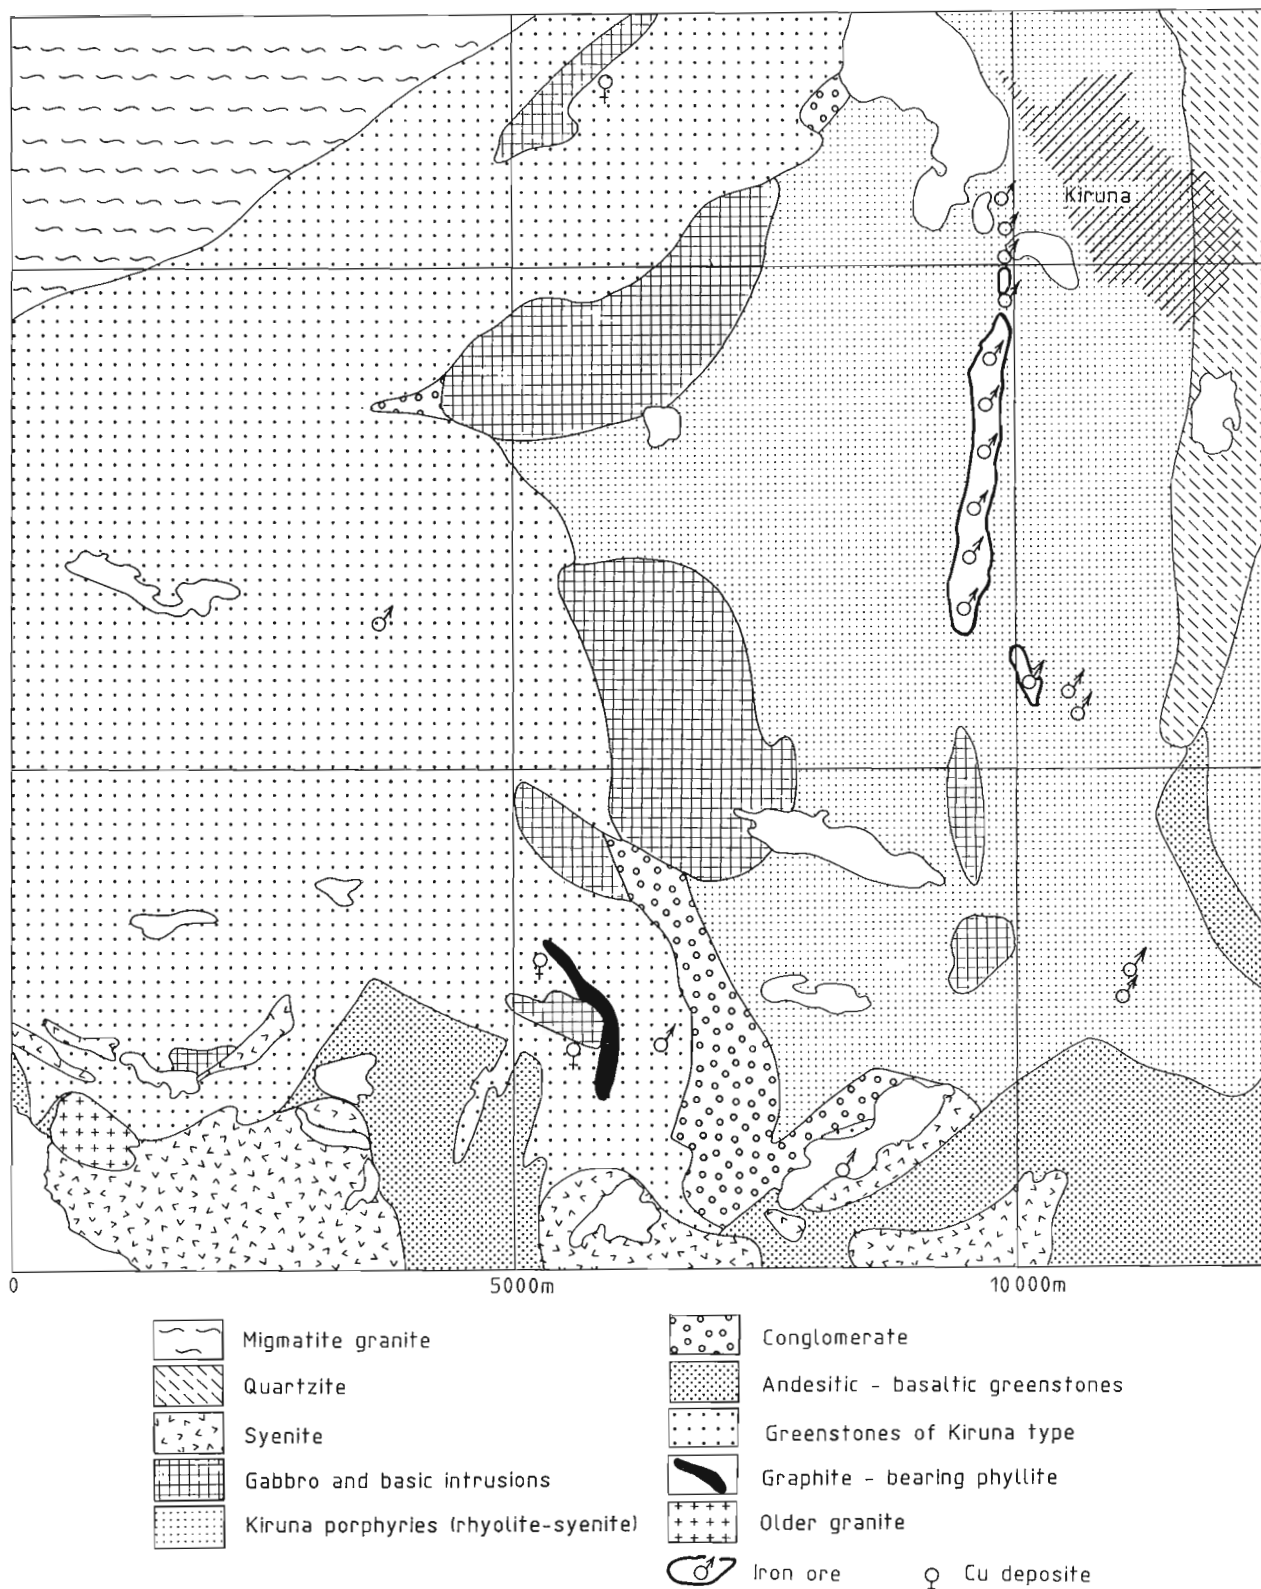 Kiruna
0 5000m 10 000m
Migmatite granite
Quartzite
Syenite
Gabbro and basic intrusions
Kiruna porphyries (rhyolite-syenite)
Conglomerate
Andesitic - basaltic greenstones
Greenstones of Kiruna type
Graphite - bearing phyllite
Older granite
Iron ore
Cu deposite